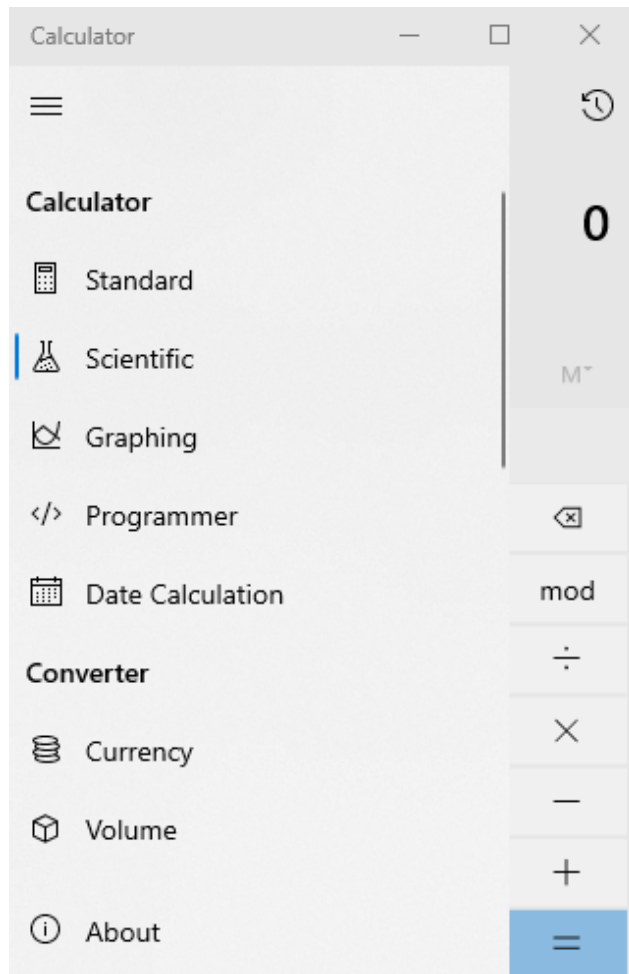 Calculator
Calculator
0
Standard
Scientific
M
Graphing
</> Programmer
mod
Date Calculation
÷
Converter
×
Currency
−
Volume
+
About
=